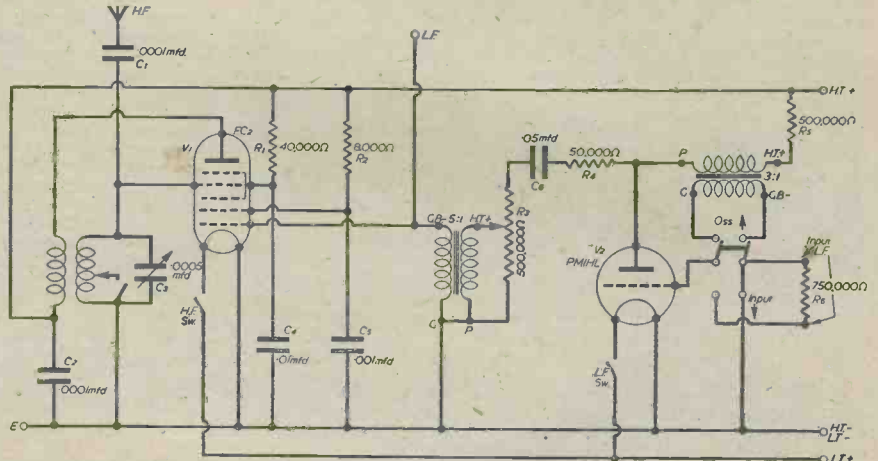 H.F
.0001mfd.
C1
L.F.
HT+
500,000Ω
R5
FC2
V1
R1
40,000Ω
8,000Ω
R2
.05mfd
C6
50,000Ω
R4
P
HT+
3:1
G
GB-
Oss
GB-
5:1
HT+
R3
500,000Ω
V2
PM1HL
Input
L.F.
Input
750,000Ω
R6
.0005
mfd
C3
H.F.
Sw.
C4
.01mfd
C5
.001mfd
G
P
C2
.0001mfd
L.F.
Sw.
E
HT-
LT-
LT+